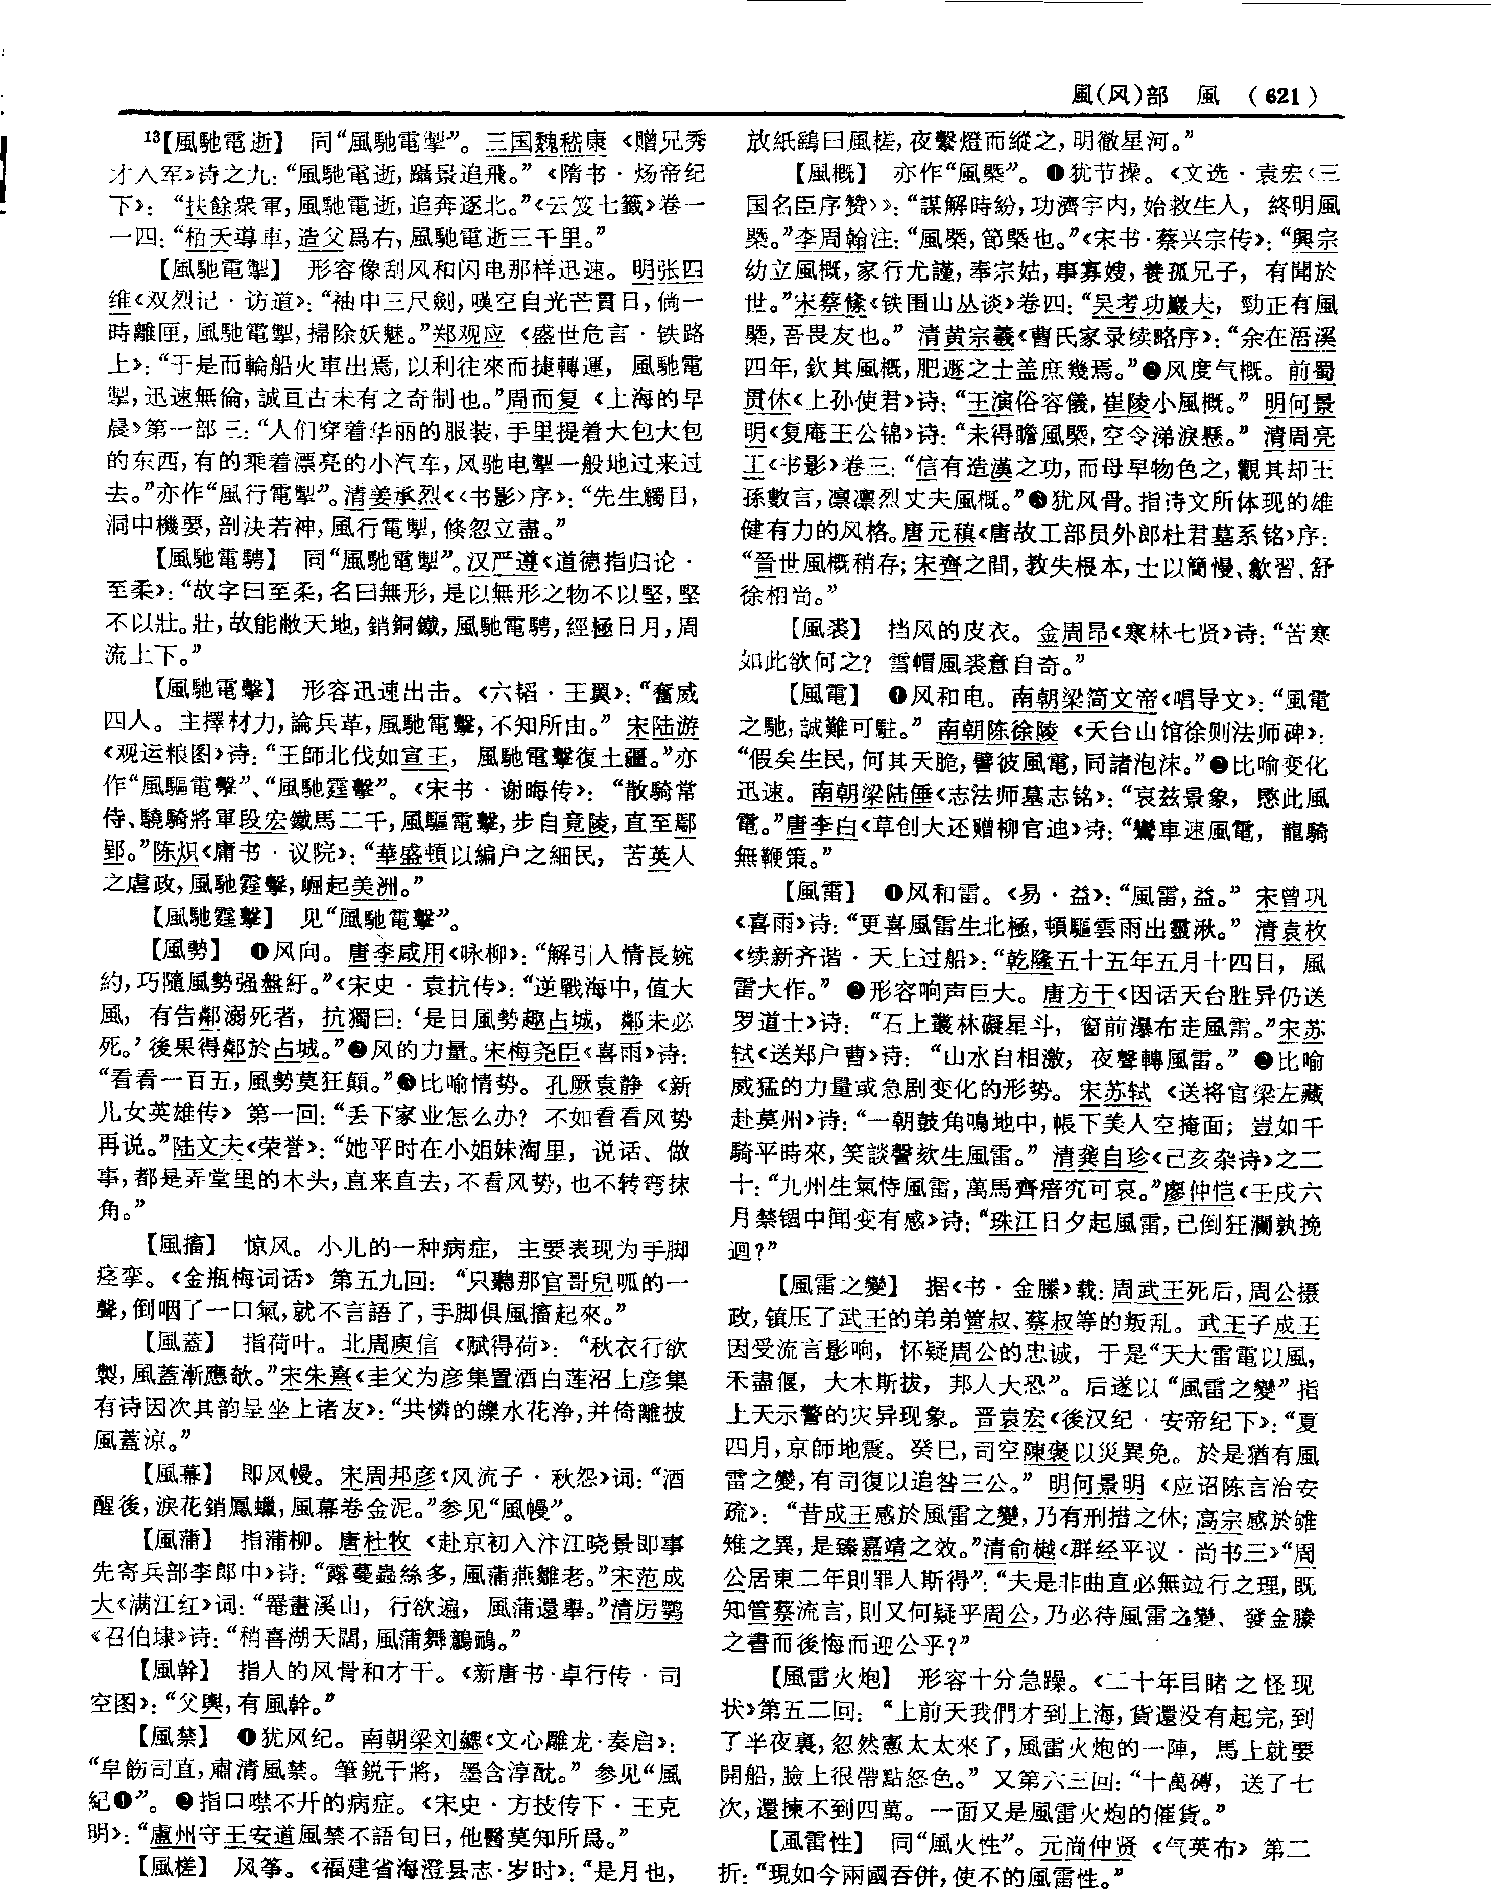 風(风)部　風　(621)
13【風馳電逝】　同“風馳電掣”。三国魏嵇康《赠兄秀
才入军》诗之九：“風馳電逝，躡景追飛。”《隋书·炀帝纪
下》：“扶餘衆軍，風馳電逝，追奔逐北。”《云笈七籤》卷一
一四：“柏夭導車，造父爲右，風馳電逝三千里。”
【風馳電掣】　形容像刮风和闪电那样迅速。明张四
维《双烈记·访道》：“袖中三尺劍，嘆空自光芒貫日，倘一
時離匣，風馳電掣，掃除妖魅。”郑观应《盛世危言·铁路
上》：“于是而輪船火車出焉，以利往來而捷轉運，風馳電
掣，迅速無倫，誠亘古未有之奇制也。”周而复《上海的早
晨》第一部三：“人们穿着华丽的服装，手里提着大包大包
的东西，有的乘着漂亮的小汽车，风驰电掣一般地过来过
去。”亦作“風行電掣”。清姜承烈《〈书影〉序》：“先生觸目，
洞中機要，剖決若神，風行電掣，倏忽立盡。”
【風馳電騁】　同“風馳電掣”。汉严遵《道德指归论·
至柔》：“故字曰至柔，名曰無形，是以無形之物不以堅，堅
不以壯。壯，故能敝天地，銷銅鐵，風馳電騁，經極日月，周
流上下。”
【風馳電擊】　形容迅速出击。《六韬·王翼》：“奮威
四人。主擇材力，論兵革，風馳電擊，不知所由。”宋陆游
《观运粮图》诗：“王師北伐如宣王，風馳電擊復土疆。”亦
作“風驅電擊”、“風馳霆擊”。《宋书·谢晦传》：“散騎常
侍、驍騎將軍段宏鐵馬二千，風驅電擊，步自竟陵，直至鄢
郢。”陈炽《庸书·议院》：“華盛頓以編户之細民，苦英人
之虐政，風馳霆擊，崛起美洲。”
【風馳霆擊】　见“風馳電擊”。
【風勢】　❶风向。唐李咸用《咏柳》：“解引人情長婉
約，巧隨風勢强盤紆。”《宋史·袁抗传》：“逆戰海中，值大
風，有告鄰溺死者，抗獨曰：‘是日風勢趣占城，鄰未必
死。’後果得鄰於占城。”❷风的力量。宋梅尧臣《喜雨》诗：
“看看一百五，風勢莫狂顛。”❸比喻情势。孔厥袁静《新
儿女英雄传》第一回：“丢下家业怎么办？不如看看风势
再说。”陆文夫《荣誉》：“她平时在小姐妹淘里，说话、做
事，都是弄堂里的木头，直来直去，不看风势，也不转弯抹
角。”
【風搐】　惊风。小儿的一种病症，主要表现为手脚
痉挛。《金瓶梅词话》第五九回：“只聽那官哥兒呱的一
聲，倒咽了一口氣，就不言語了，手脚俱風搐起來。”
【風蓋】　指荷叶。北周庾信《赋得荷》：“秋衣行欲
製，風蓋漸應欹。”宋朱熹《圭父为彦集置酒白莲沼上彦集
有诗因次其韵呈坐上诸友》：“共憐的皪水花净，并倚離披
風蓋凉。”
【風幕】　即风幔。宋周邦彦《风流子·秋怨》词：“酒
醒後，淚花銷鳳蠟，風幕卷金泥。”参见“風幔”。
【風蒲】　指蒲柳。唐杜牧《赴京初入汴江晓景即事
先寄兵部李郎中》诗：“露蔓蟲絲多，風蒲燕雛老。”宋范成
大《满江红》词：“罨畫溪山，行欲遍，風蒲還舉。”清厉鹗
《召伯埭》诗：“稍喜湖天闊，風蒲舞鸕鷀。”
【風幹】　指人的风骨和才干。《新唐书·卓行传·司
空图》：“父輿，有風幹。”
【風禁】　❶犹风纪。南朝梁刘勰《文心雕龙·奏启》：
“皁飭司直，肅清風禁。筆鋭干將，墨含淳酖。”参见“風
紀❶”。❷指口噤不开的病症。《宋史·方技传下·王克
明》：“盧州守王安道風禁不語旬日，他醫莫知所爲。”
【風槎】　风筝。《福建省海澄县志·岁时》：“是月也，
放紙鷂曰風槎，夜繫燈而縱之，明徹星河。”
【風概】　亦作“風槩”。❶犹节操。《文选·袁宏〈三
国名臣序赞〉》：“謀解時紛，功濟宇内，始救生人，終明風
槩。”李周翰注：“風槩，節槩也。”《宋书·蔡兴宗传》：“興宗
幼立風概，家行尤謹，奉宗姑，事寡嫂，養孤兄子，有聞於
世。”宋蔡絛《铁围山丛谈》卷四：“吴考功巖夫，勁正有風
槩，吾畏友也。”清黄宗羲《曹氏家录续略序》：“余在語溪
四年，欽其風概，肥遯之士盖庶幾焉。”❷风度气概。前蜀
贯休《上孙使君》诗：“王演俗容儀，崔陵小風概。”明何景
明《复庵王公锦》诗：“未得瞻風槩，空令涕淚懸。”清周亮
工《书影》卷三：“信有造漢之功，而母早物色之，觀其却王
孫數言，凛凛烈丈夫風概。”❸犹风骨。指诗文所体现的雄
健有力的风格。唐元稹《唐故工部员外郎杜君墓系铭》序：
“晉世風概稍存；宋齊之間，教失根本，士以簡慢、歙習、舒
徐相尚。”
【風裘】　挡风的皮衣。金周昂《寒林七贤》诗：“苦寒
如此欲何之？雪帽風裘意自奇。”
【風電】　❶风和电。南朝梁简文帝《唱导文》：“風電
之馳，誠難可駐。”南朝陈徐陵《天台山馆徐则法师碑》：
“假矣生民，何其夭脆，譬彼風電，同諸泡沫。”❷比喻变化
迅速。南朝梁陆倕《志法师墓志铭》：“哀兹景象，愍此風
電。”唐李白《草创大还赠柳官迪》诗：“鸞車速風電，龍騎
無鞭策。”
【風雷】　❶风和雷。《易·益》：“風雷，益。”宋曾巩
《喜雨》诗：“更喜風雷生北極，頓驅雲雨出靈湫。”清袁枚
《续新齐谐·天上过船》：“乾隆五十五年五月十四日，風
雷大作。”❷形容响声巨大。唐方干《因话天台胜异仍送
罗道士》诗：“石上叢林礙星斗，窗前瀑布走風雷。”宋苏
轼《送郑户曹》诗：“山水自相激，夜聲轉風雷。”❸比喻
威猛的力量或急剧变化的形势。宋苏轼《送将官梁左藏
赴莫州》诗：“一朝鼓角鳴地中，帳下美人空掩面；豈如千
騎平時來，笑談謦欬生風雷。”清龚自珍《己亥杂诗》之二
十：“九州生氣恃風雷，萬馬齊瘖究可哀。”廖仲恺《壬戌六
月禁锢中闻变有感》诗：“珠江日夕起風雷，已倒狂瀾孰挽
迴？”
【風雷之變】　据《书·金縢》载：周武王死后，周公摄
政，镇压了武王的弟弟管叔、蔡叔等的叛乱。武王子成王
因受流言影响，怀疑周公的忠诚，于是“天大雷電以風，
禾盡偃，大木斯拔，邦人大恐”。后遂以“風雷之變”指
上天示警的灾异现象。晋袁宏《後汉纪·安帝纪下》：“夏
四月，京師地震。癸巳，司空陳褒以災異免。於是猶有風
雷之變，有司復以追咎三公。”明何景明《应诏陈言治安
疏》：“昔成王感於風雷之變，乃有刑措之休；高宗感於雊
雉之異，是臻嘉靖之效。”清俞樾《群经平议·尚书三》“周
公居東二年則罪人斯得”：“夫是非曲直必無竝行之理，既
知管蔡流言，則又何疑乎周公，乃必待風雷之變、發金縢
之書而後悔而迎公乎？”
【風雷火炮】　形容十分急躁。《二十年目睹之怪现
状》第五二回：“上前天我們才到上海，貨還没有起完，到
了半夜裏，忽然憲太太來了，風雷火炮的一陣，馬上就要
開船，臉上很帶點怒色。”又第六三回：“十萬磚，送了七
次，還揀不到四萬。一面又是風雷火炮的催貨。”
【風雷性】　同“風火性”。元尚仲贤《气英布》第二
折：“現如今兩國吞併，使不的風雷性。”